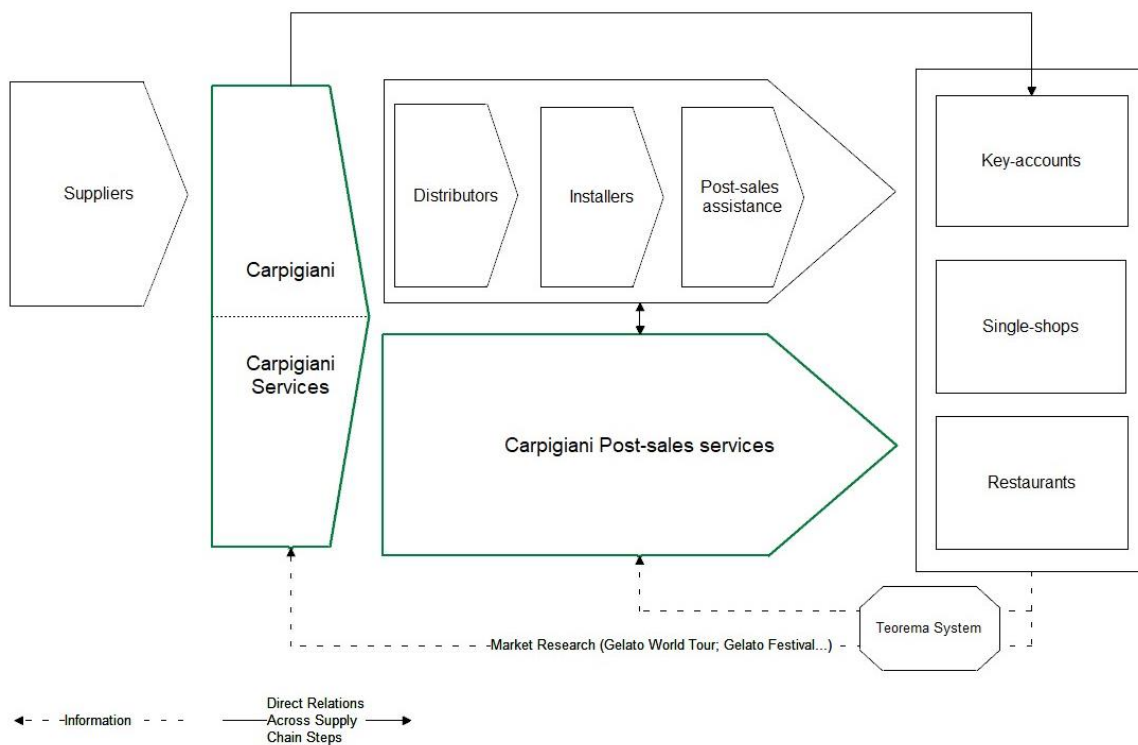 Suppliers
Carpigiani
Carpigiani
Services
Distributors
Installers
Post-sales
assistance
Key-accounts
Single-shops
Restaurants
Carpigiani Post-sales services
Teorema System
Market Research (Gelato World Tour; Gelato Festival...)
Information
Direct Relations
Across Supply
Chain Steps